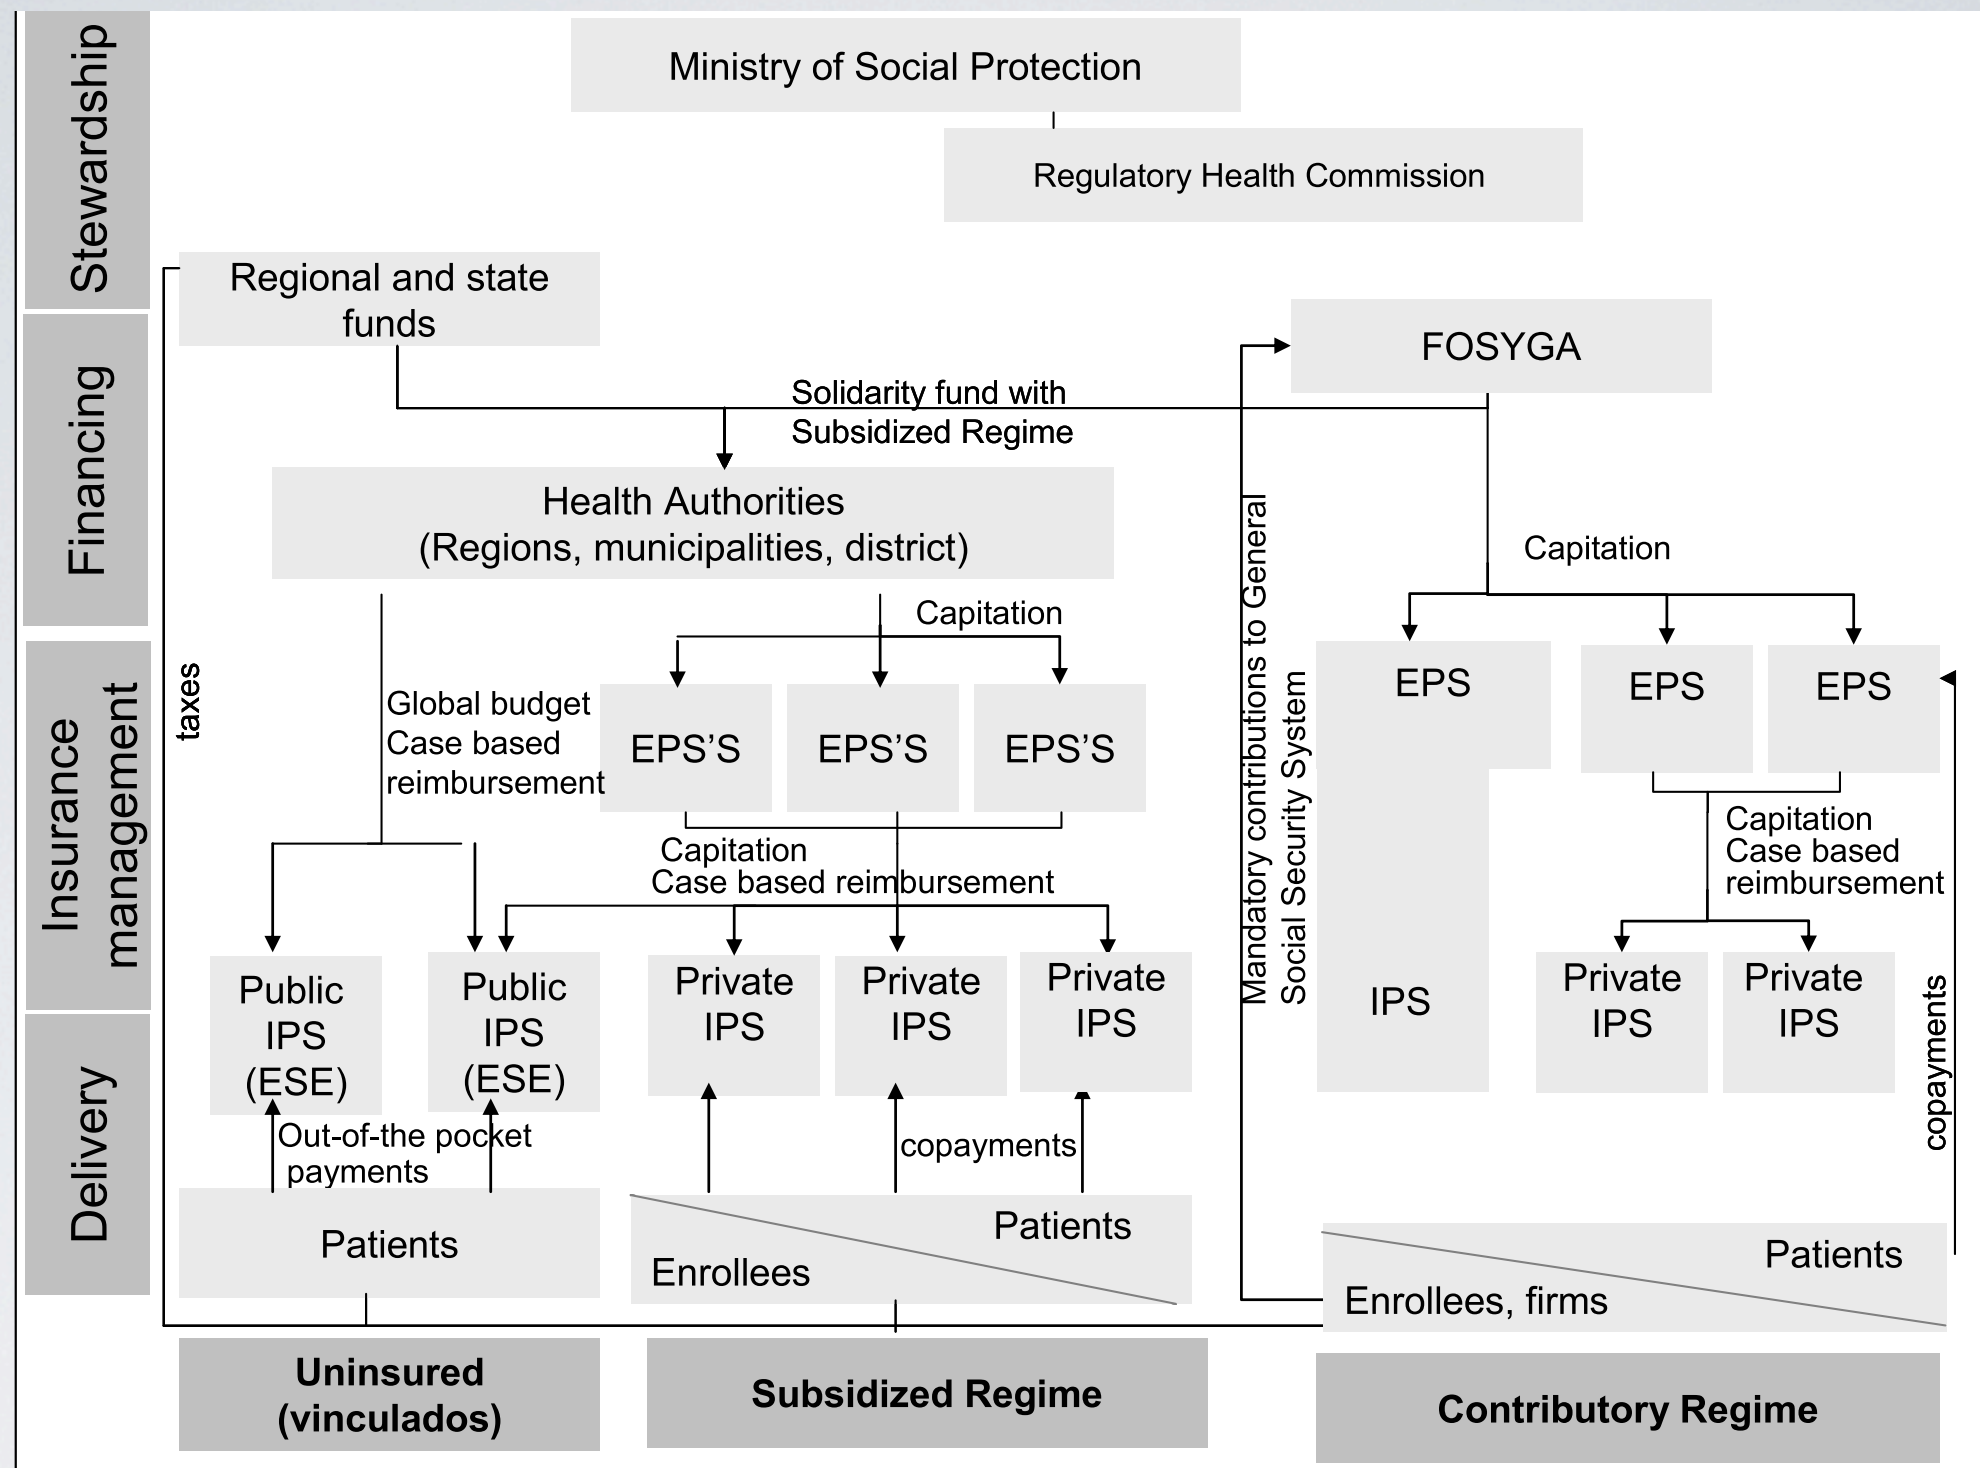 Stewardship
Ministry of Social Protection
Regulatory Health Commission
Regional and state
funds
Financing
FOSYGA
Solidarity fund with
Subsidized Regime
Health Authorities
(Regions, municipalities, district)
Capitation
Capitation
Mandatory contributions to General
Social Security System
Insurance
management
taxes
Global budget
Case based
reimbursement
EPS'S
EPS'S
EPS'S
EPS
EPS
EPS
Capitation
Case based reimbursement
Capitation
Case based
reimbursement
Delivery
Public
IPS
(ESE)
Public
IPS
(ESE)
Private
IPS
Private
IPS
Private
IPS
IPS
Private
IPS
Private
IPS
copayments
Out-of-the pocket
payments
copayments
Patients
Patients
Enrollees
Patients
Enrollees, firms
Uninsured
(vinculados)
Subsidized Regime
Contributory Regime